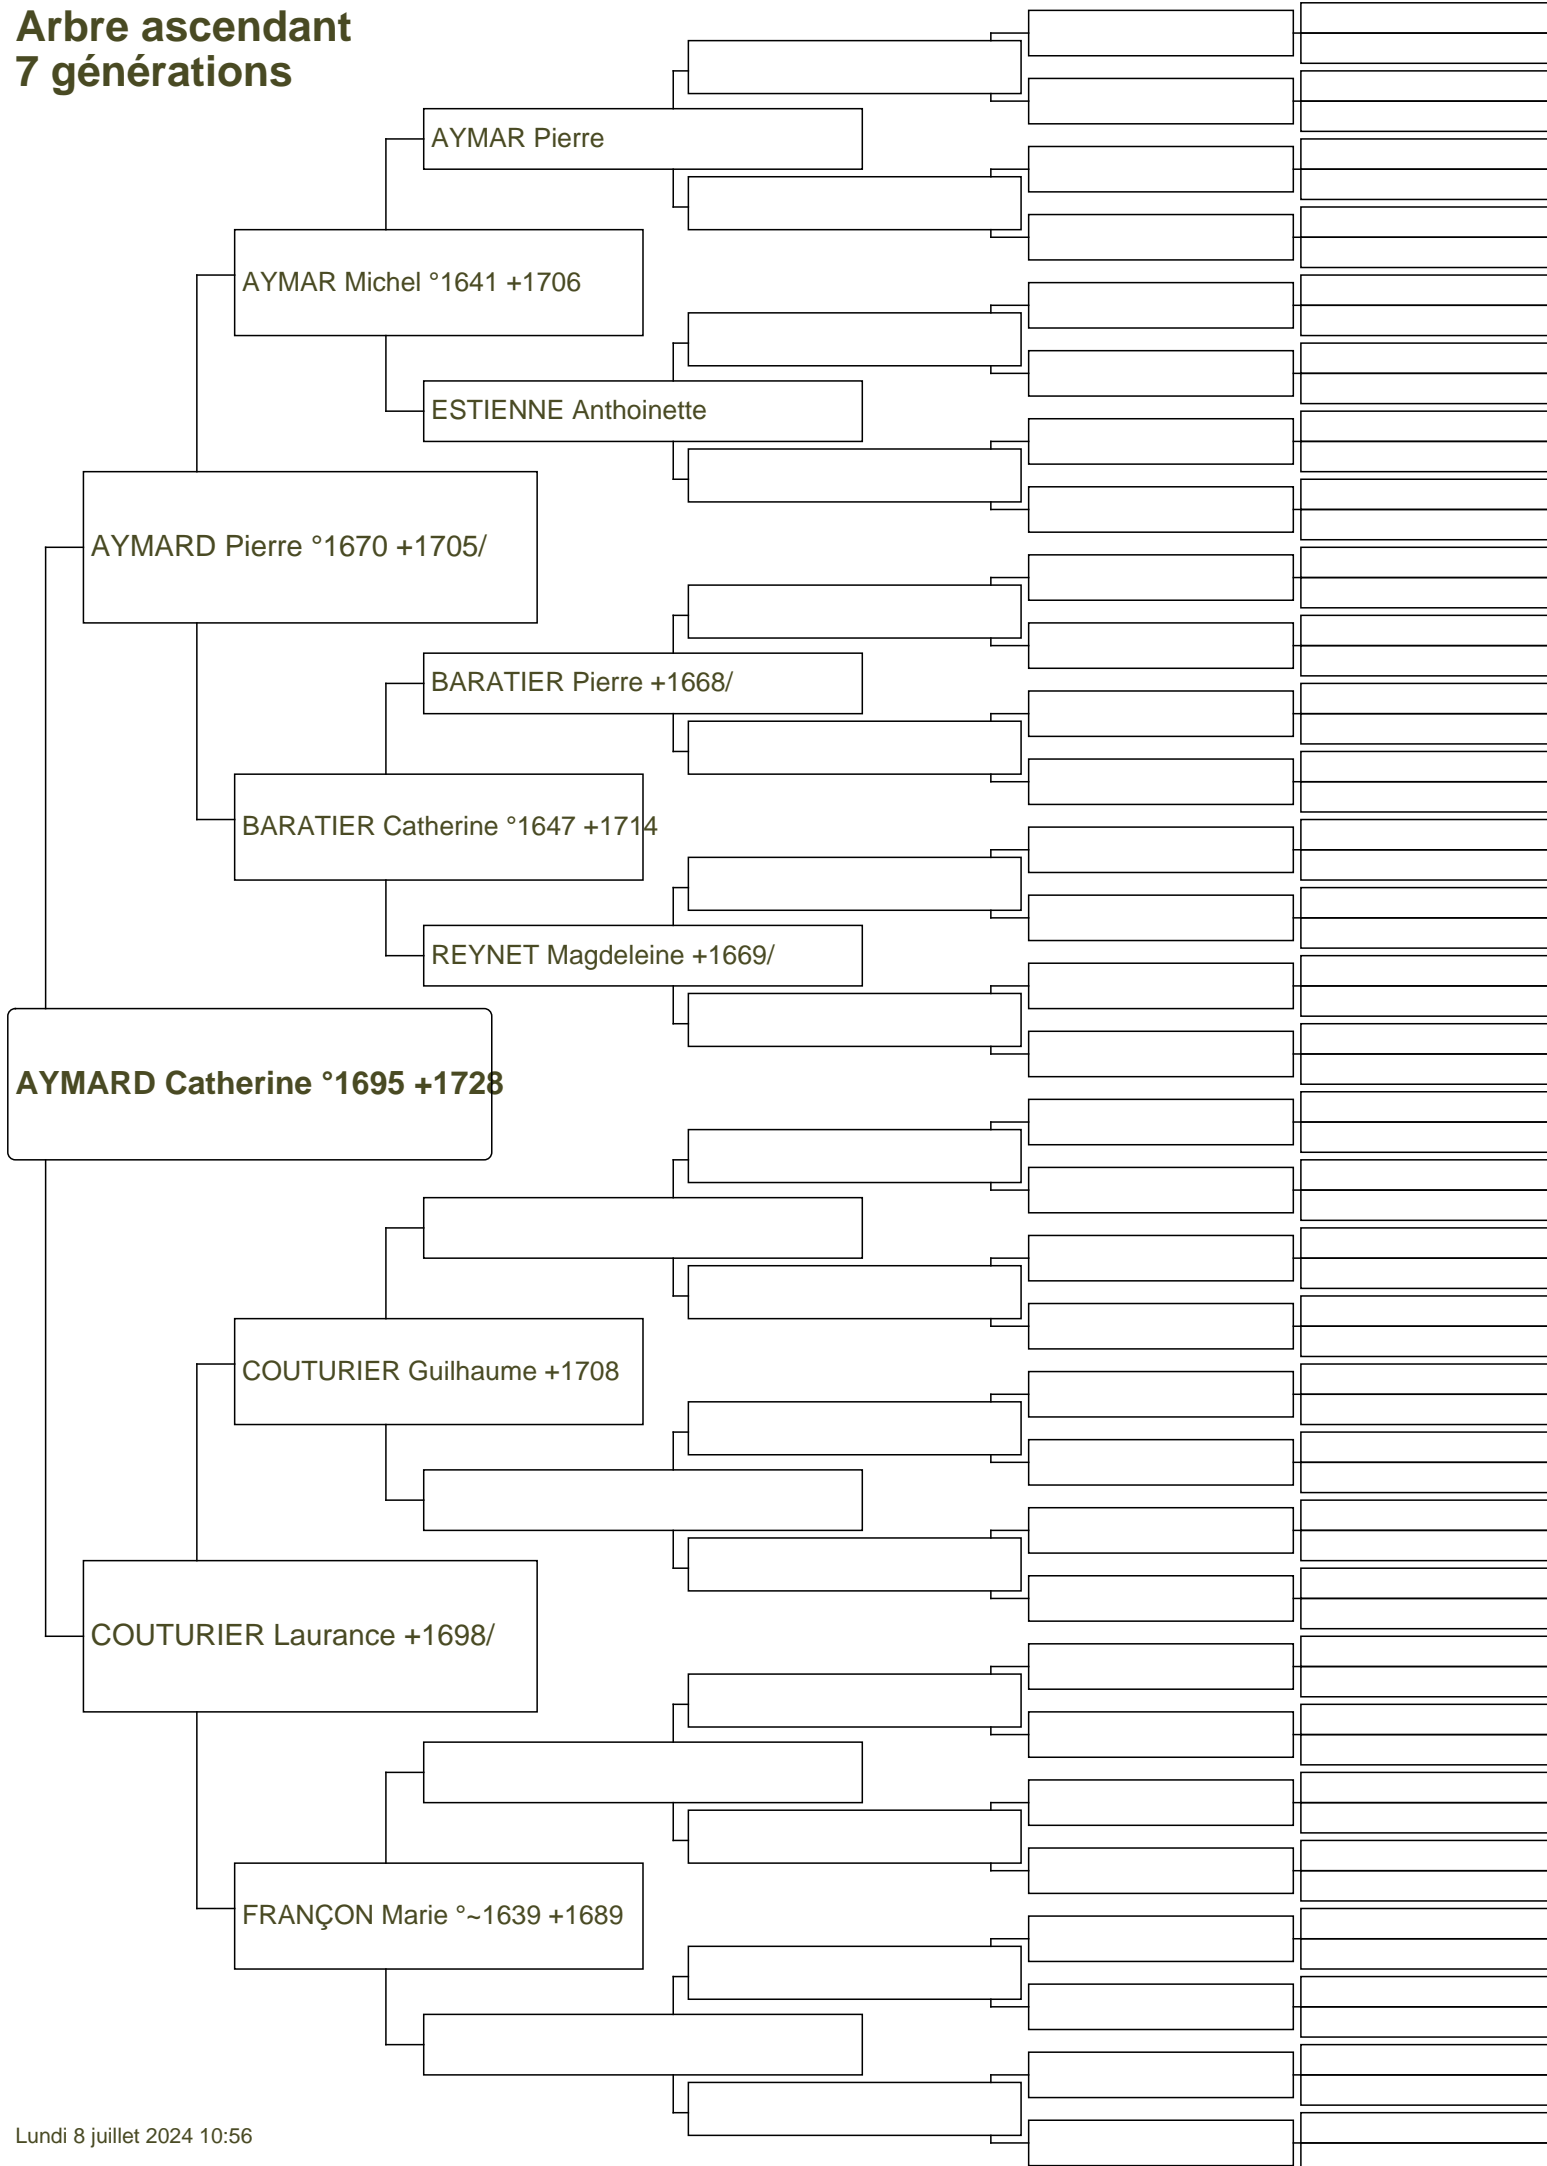 Arbre ascendant
7 générations
AYMAR Pierre
AYMAR Michel °1641 +1706
ESTIENNE Anthoinette
AYMARD Pierre °1670 +1705/
BARATIER Pierre +1668/
BARATIER Catherine °1647 +1714
REYNET Magdeleine +1669/
AYMARD Catherine °1695 +1728
COUTURIER Guilhaume +1708
COUTURIER Laurance +1698/
FRANÇON Marie °~1639 +1689
Lundi 8 juillet 2024 10:56